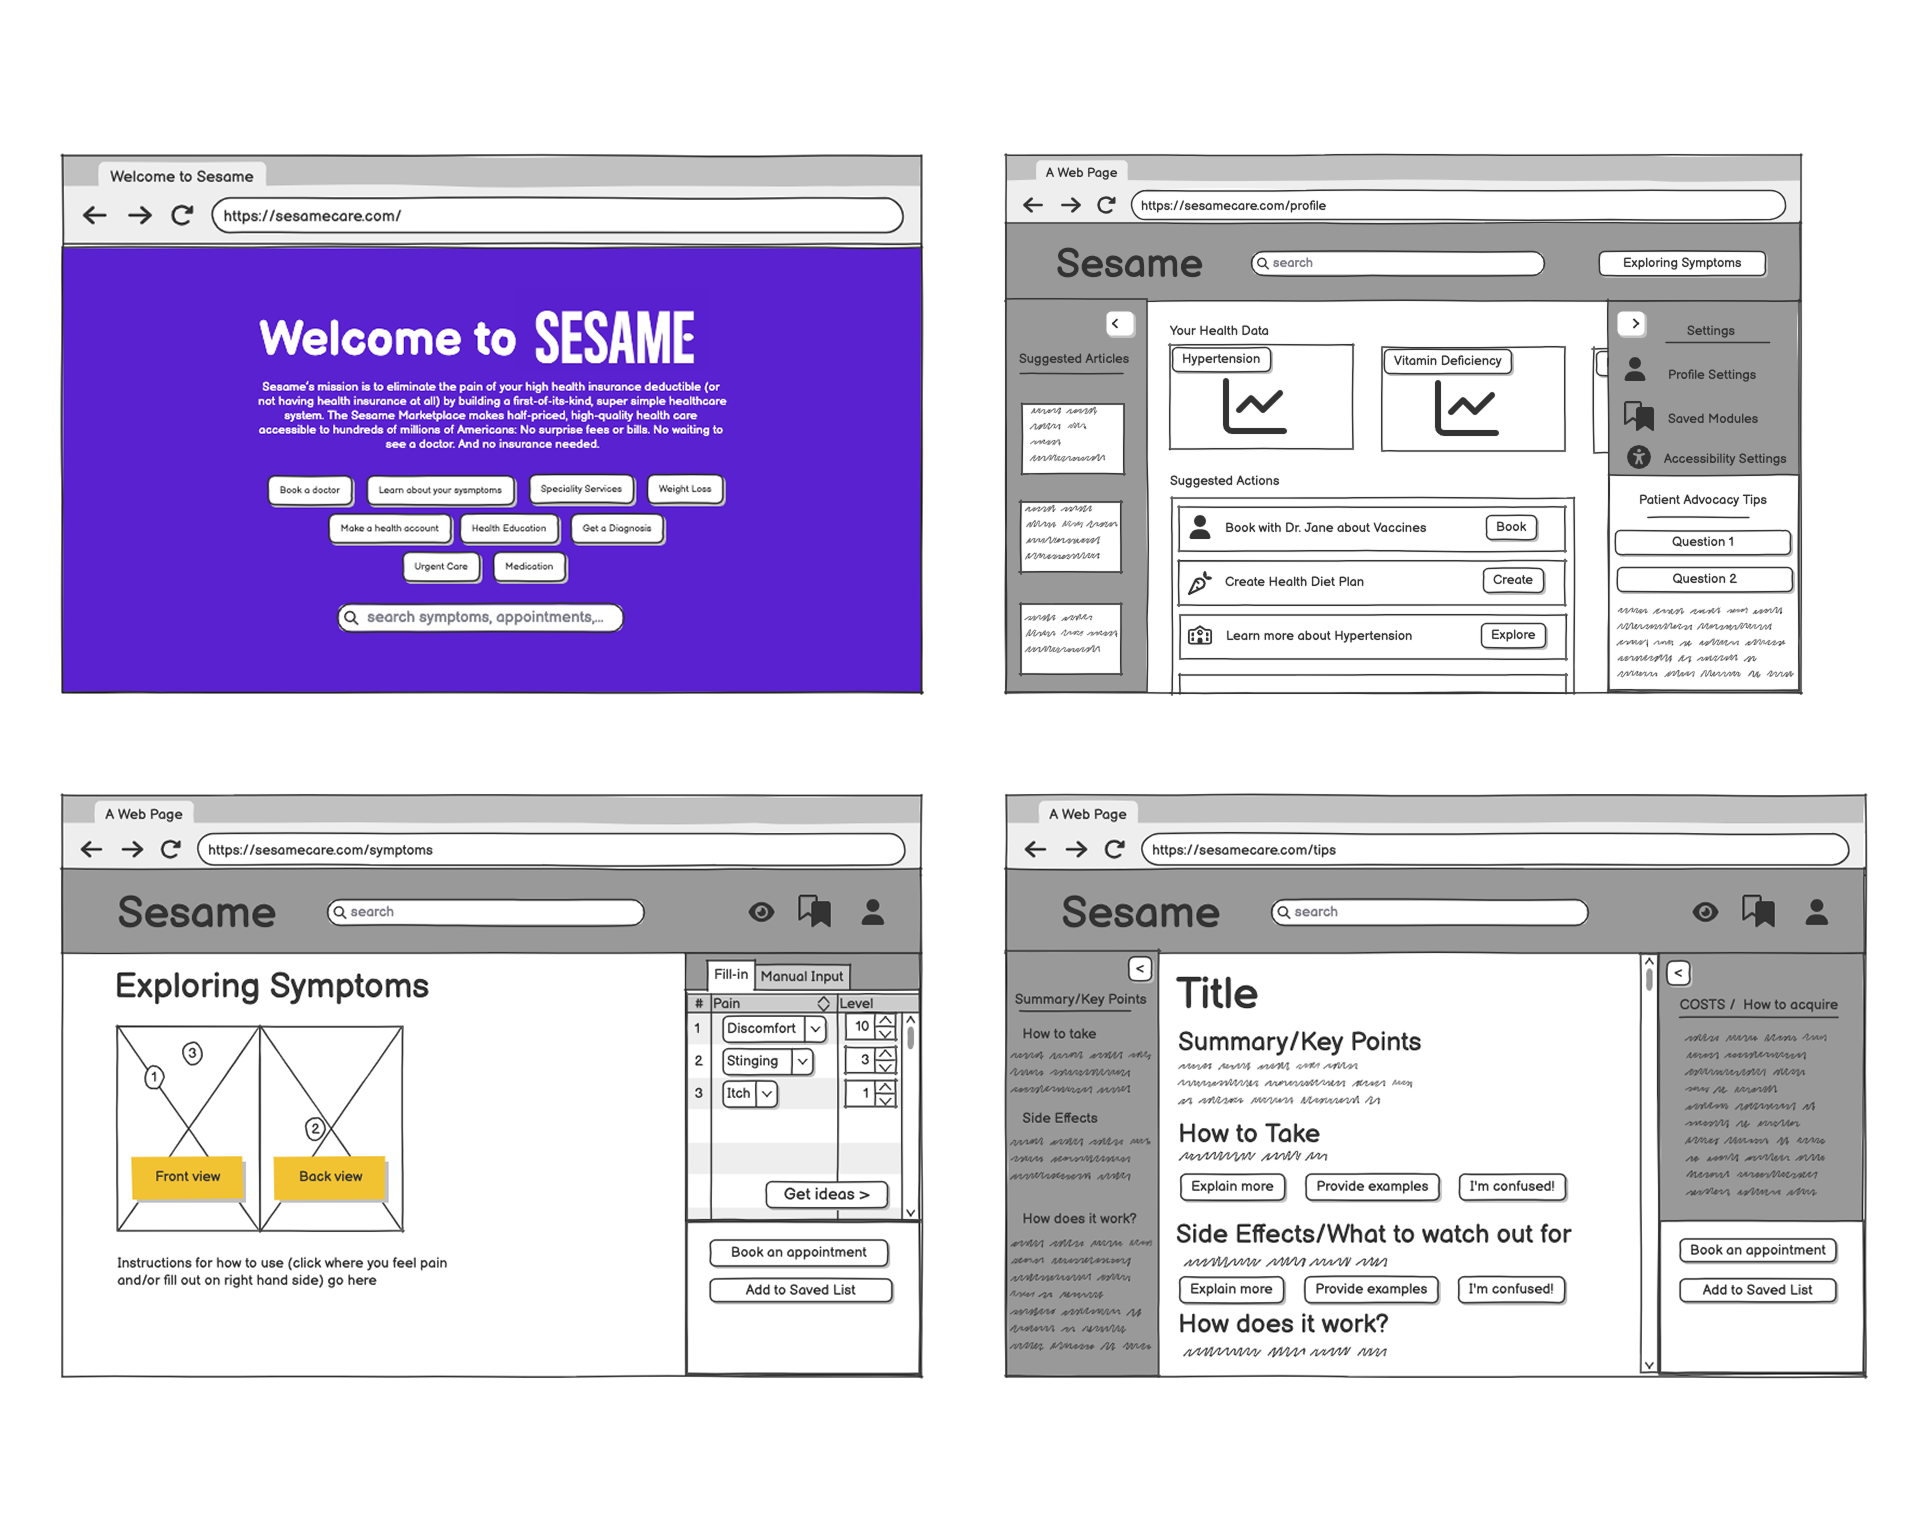 Welcome to Sesame
https://sesamecare.com/
Welcome to SESAME
Sesame's mission is to eliminate the pain of your high health insurance deductible (or
not having health insurance at all) by building a first-of-its-kind, super simple healthcare
system. The Sesame Marketplace makes half-priced, high-quality health care
accessible to hundreds of millions of Americans: No surprise fees or bills. No waiting to
see a doctor. And no insurance needed.
Book a doctor
Learn about your sysmptoms
Speciality Services
Weight Loss
Make a health account
Health Education
Get a Diagnosis
Urgent Care
Medication
search symptoms, appointments,...
A Web Page
https://sesamecare.com/profile
Sesame
search
Exploring Symptoms
<
Suggested Articles
Your Health Data
Hypertension
Vitamin Deficiency
Suggested Actions
Book with Dr. Jane about Vaccines
Book
Create Health Diet Plan
Create
Learn more about Hypertension
Explore
>
Settings
Profile Settings
Saved Modules
Accessibility Settings
Patient Advocacy Tips
Question 1
Question 2
A Web Page
https://sesamecare.com/symptoms
Sesame
search
Exploring Symptoms
3
1
2
Front view
Back view
Instructions for how to use (click where you feel pain
and/or fill out on right hand side) go here
Fill-in
Manual Input
# Pain Level
1 Discomfort 10
2 Stinging 3
3 Itch 1
Get ideas >
Book an appointment
Add to Saved List
A Web Page
https://sesamecare.com/tips
Sesame
search
<
Summary/Key Points
How to take
Side Effects
How does it work?
Title
Summary/Key Points
How to Take
Explain more
Provide examples
I'm confused!
Side Effects/What to watch out for
Explain more
Provide examples
I'm confused!
How does it work?
<
COSTS / How to acquire
Book an appointment
Add to Saved List